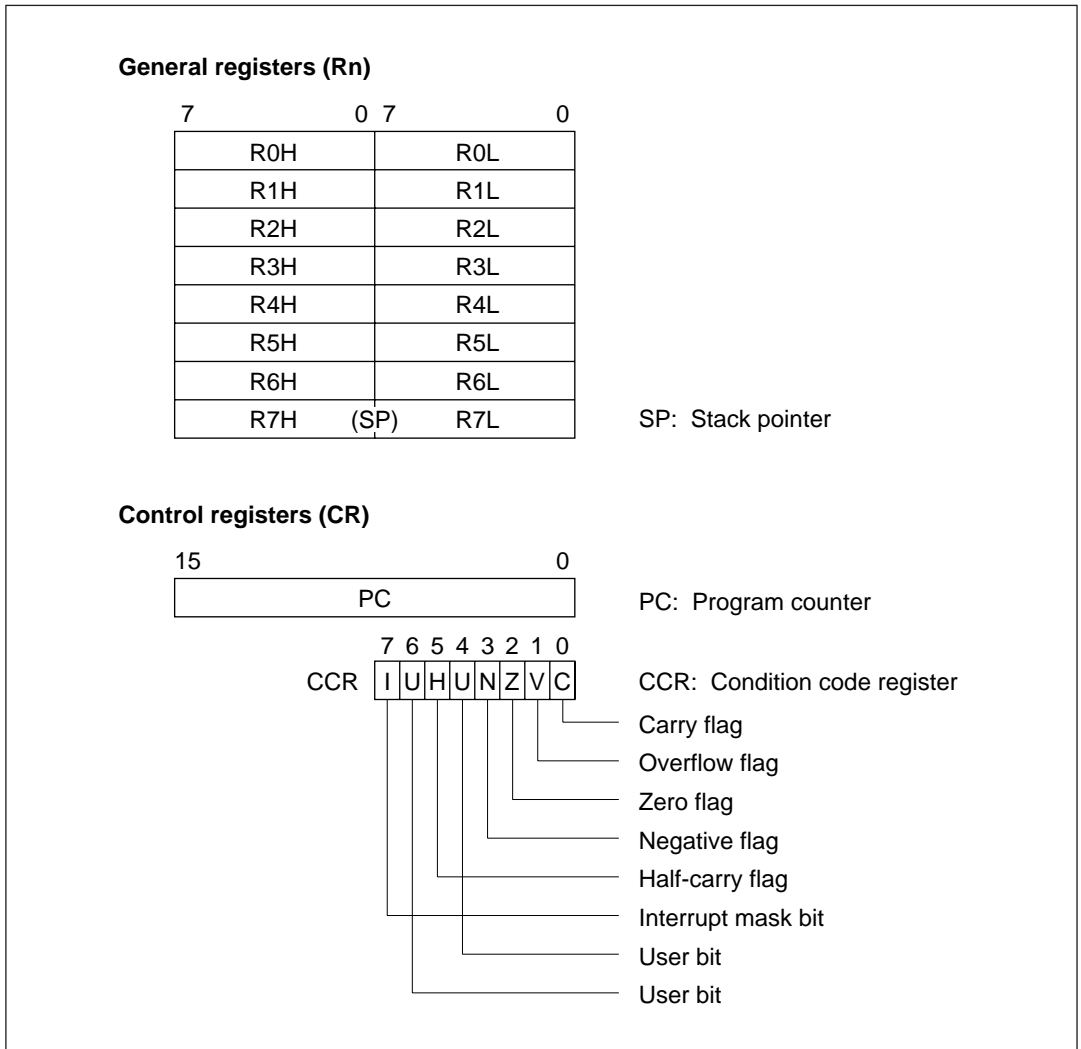 General registers (Rn)
7 0 7 0
R0H R0L
R1H R1L
R2H R2L
R3H R3L
R4H R4L
R5H R5L
R6H R6L
R7H (SP) R7L SP: Stack pointer
Control registers (CR)
15 0
PC PC: Program counter
7 6 5 4 3 2 1 0
CCR I U H U N Z V C CCR: Condition code register
Carry flag
Overflow flag
Zero flag
Negative flag
Half-carry flag
Interrupt mask bit
User bit
User bit